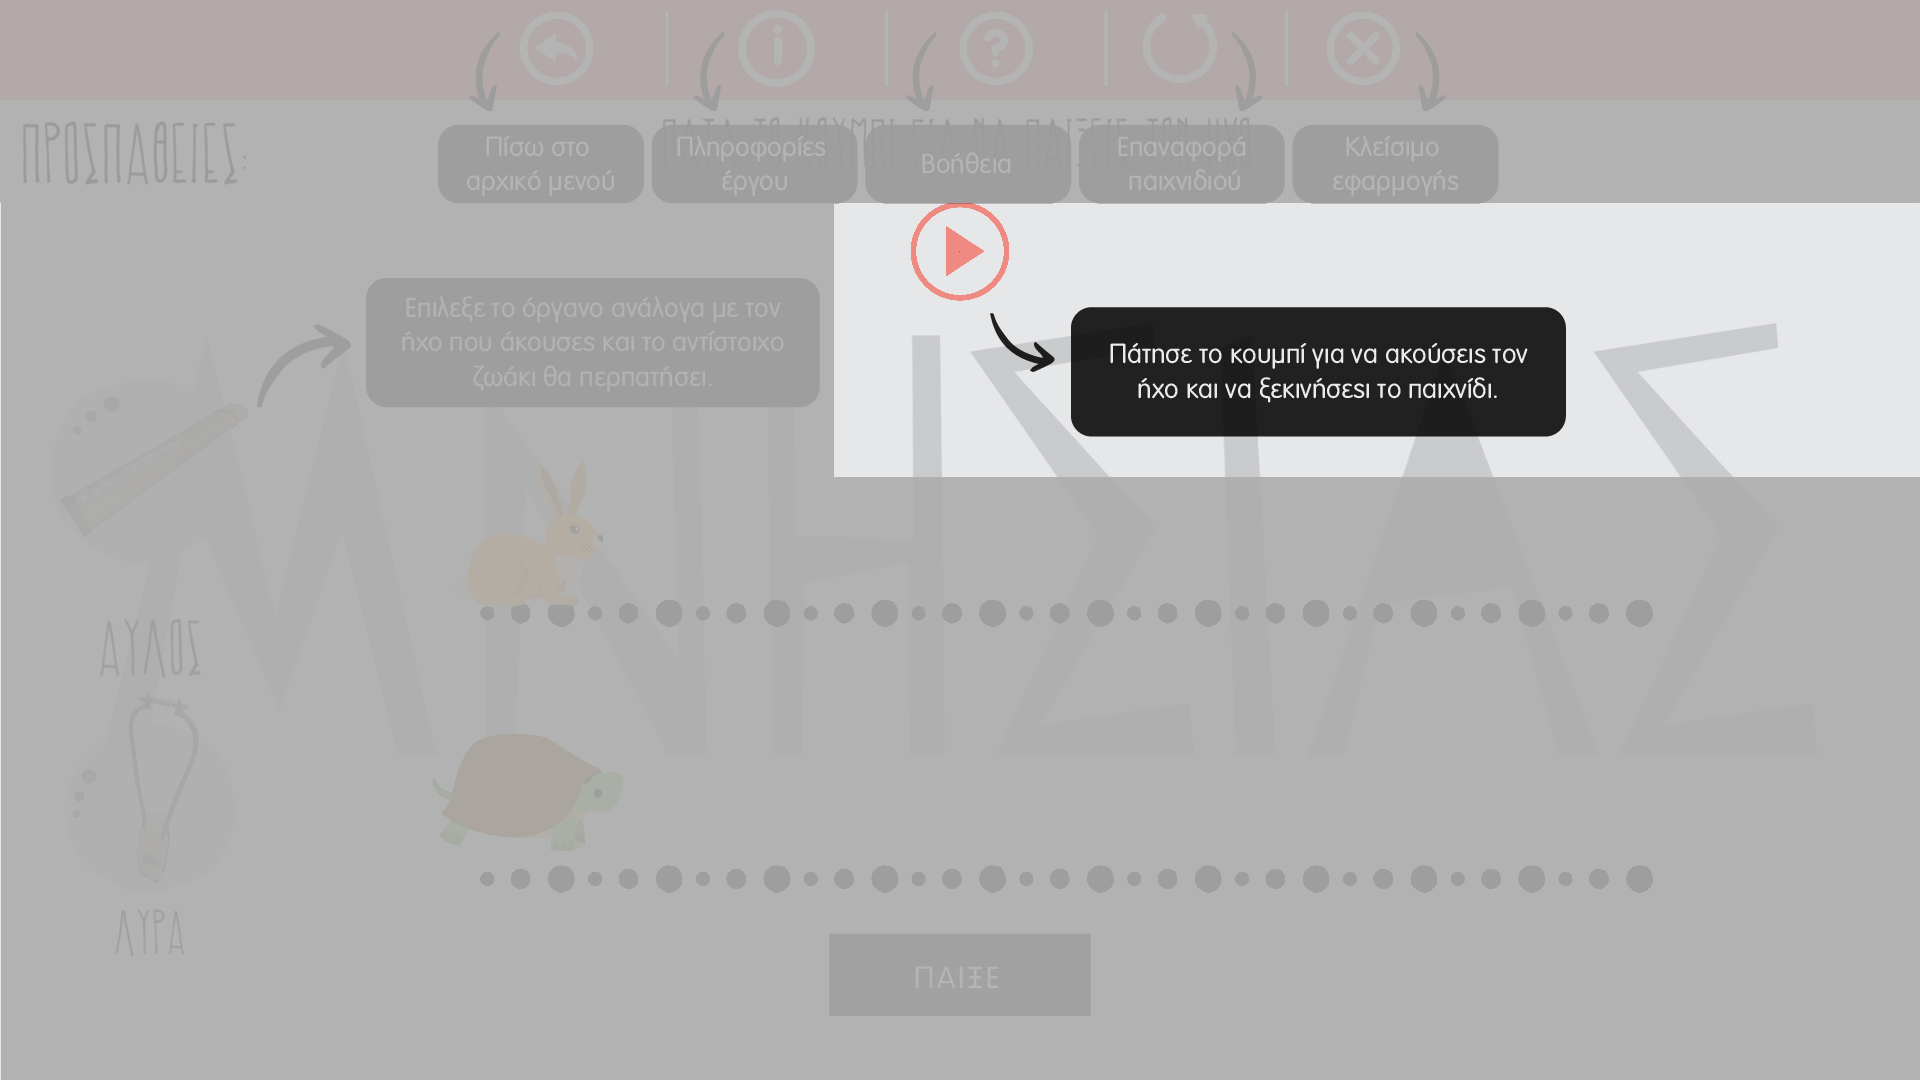 ΠΡΟΣΠΑΘΕΙΕΣ:
ΠΑΤΑ ΤΟ ΚΟΥΜΠΙ ΓΙΑ ΝΑ ΠΑΙΞΕΙΣ ΤΟΝ ΗΧΟ
Πίσω στο
αρχικό μενού
Πληροφορίες
έργου
Βοήθεια
Επαναφορά
παιχνιδιού
Κλείσιμο
εφαρμογής
Επιλεξε το όργανο ανάλογα με τον
ήχο που άκουσες και το αντίστοιχο
ζωάκι θα περπατήσει.
Πάτησε το κουμπί για να ακούσεις τον
ήχο και να ξεκινήσεσι το παιχνίδι.
ΜΝΗΣΙΑΣ
ΑΥΛΟΣ
ΛΥΡΑ
ΠΑΙΞΕ